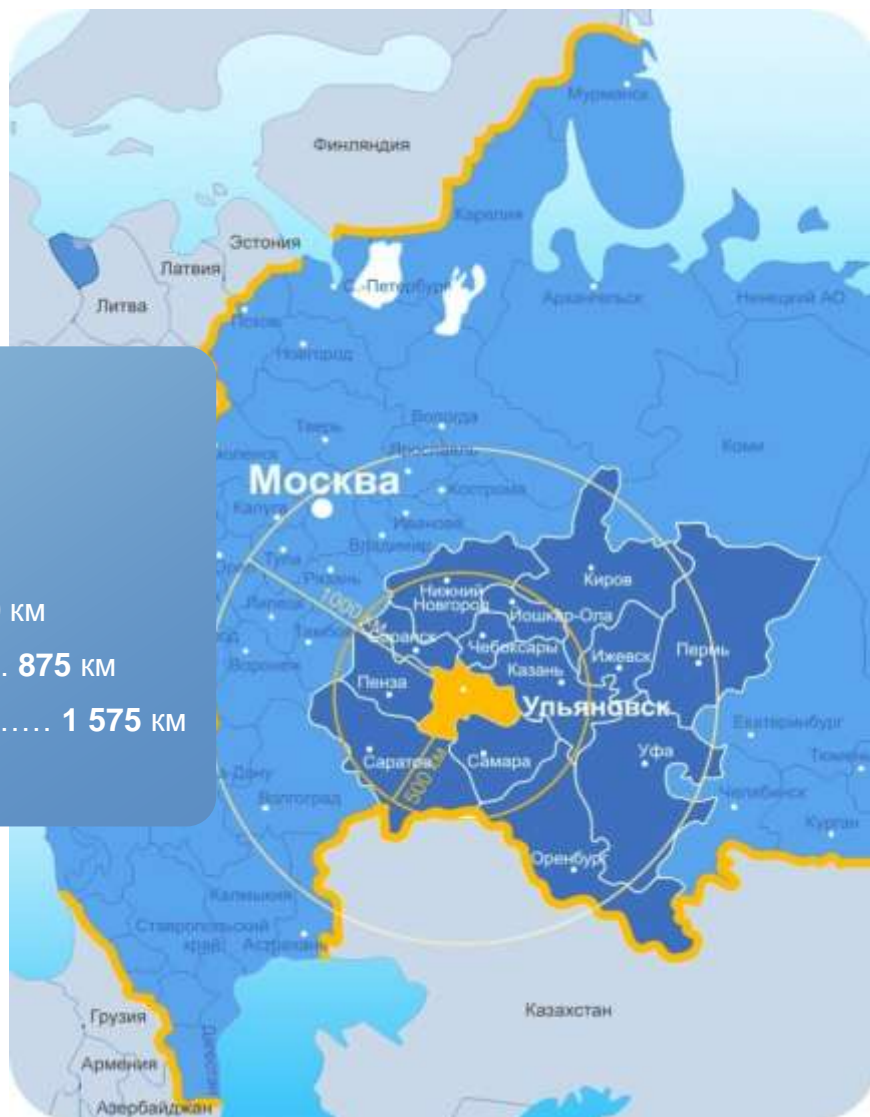 Мурманск
Финляндия
Карелия
Эстония
Латвия
С.-Петербург
Архангельск
Ненецкий АО
Литва
Псков
Новгород
Вологда
Тверь
Ярославль
Коми
Москва
Кострома
Калуга
Иваново
Владимир
Тула
Рязань
Киров
Нижний
Новгород
1000 км
Йошкар-Ола
км
Липецк
Саранск
Чебоксары
Ижевск
Пермь
Воронеж
Казань
.. 875 км
Пенза
Ульяновск
..... 1 575 км
Екатеринбург
Уфа
Тюмень
Саратов
Самара
500 км
Челябинск
Волгоград
Курган
Оренбург
Калмыкия
Ставропольский
край
Астрахань
Грузия
Казахстан
Дагестан
Армения
Азербайджан